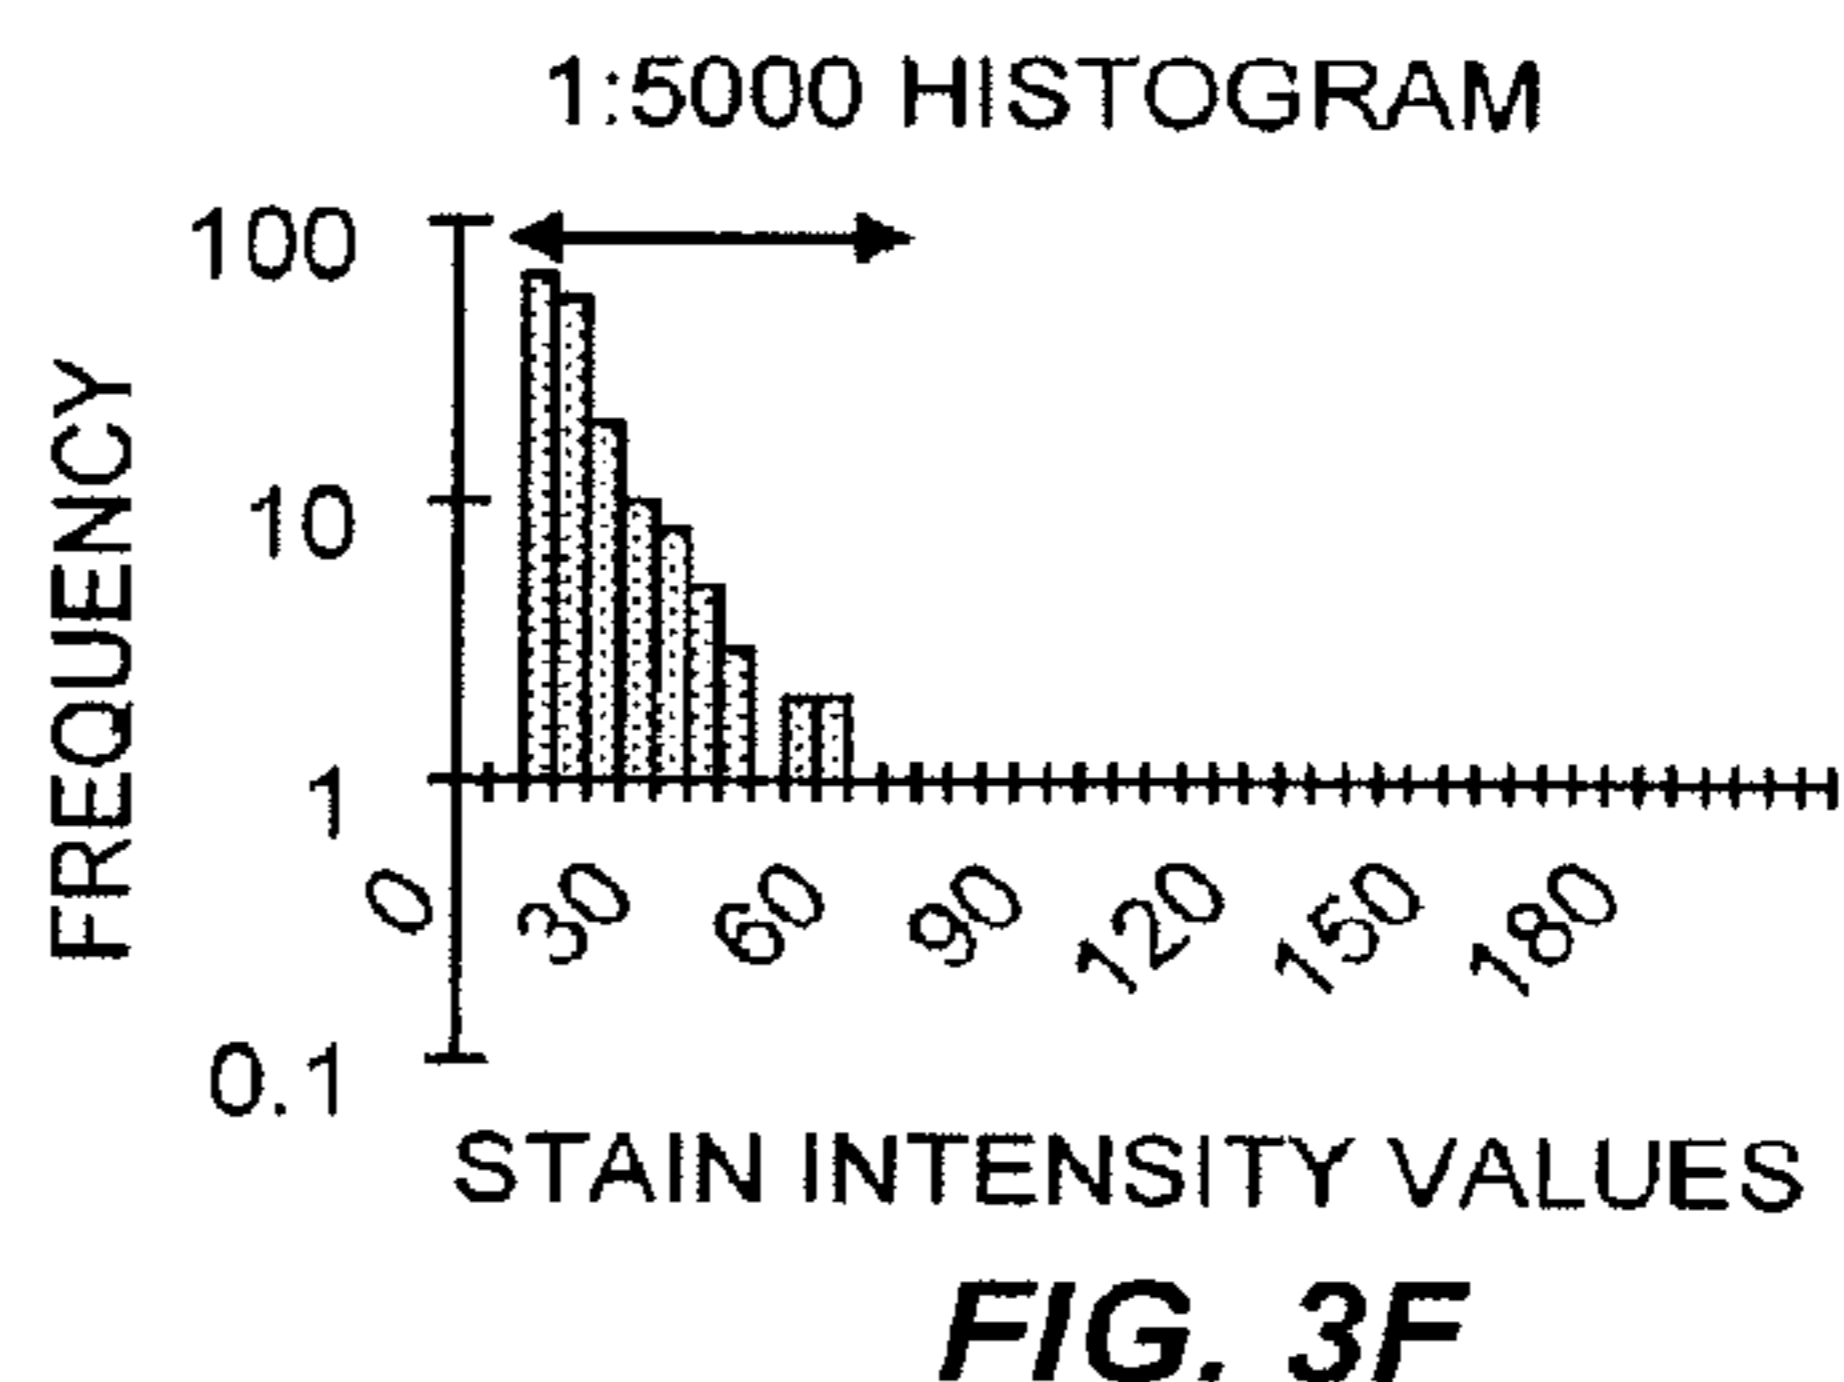 1:5000 HISTOGRAM
100
10
1
0.1
FREQUENCY
0 30 60 90 120 150 180
STAIN INTENSITY VALUES
FIG. 3F